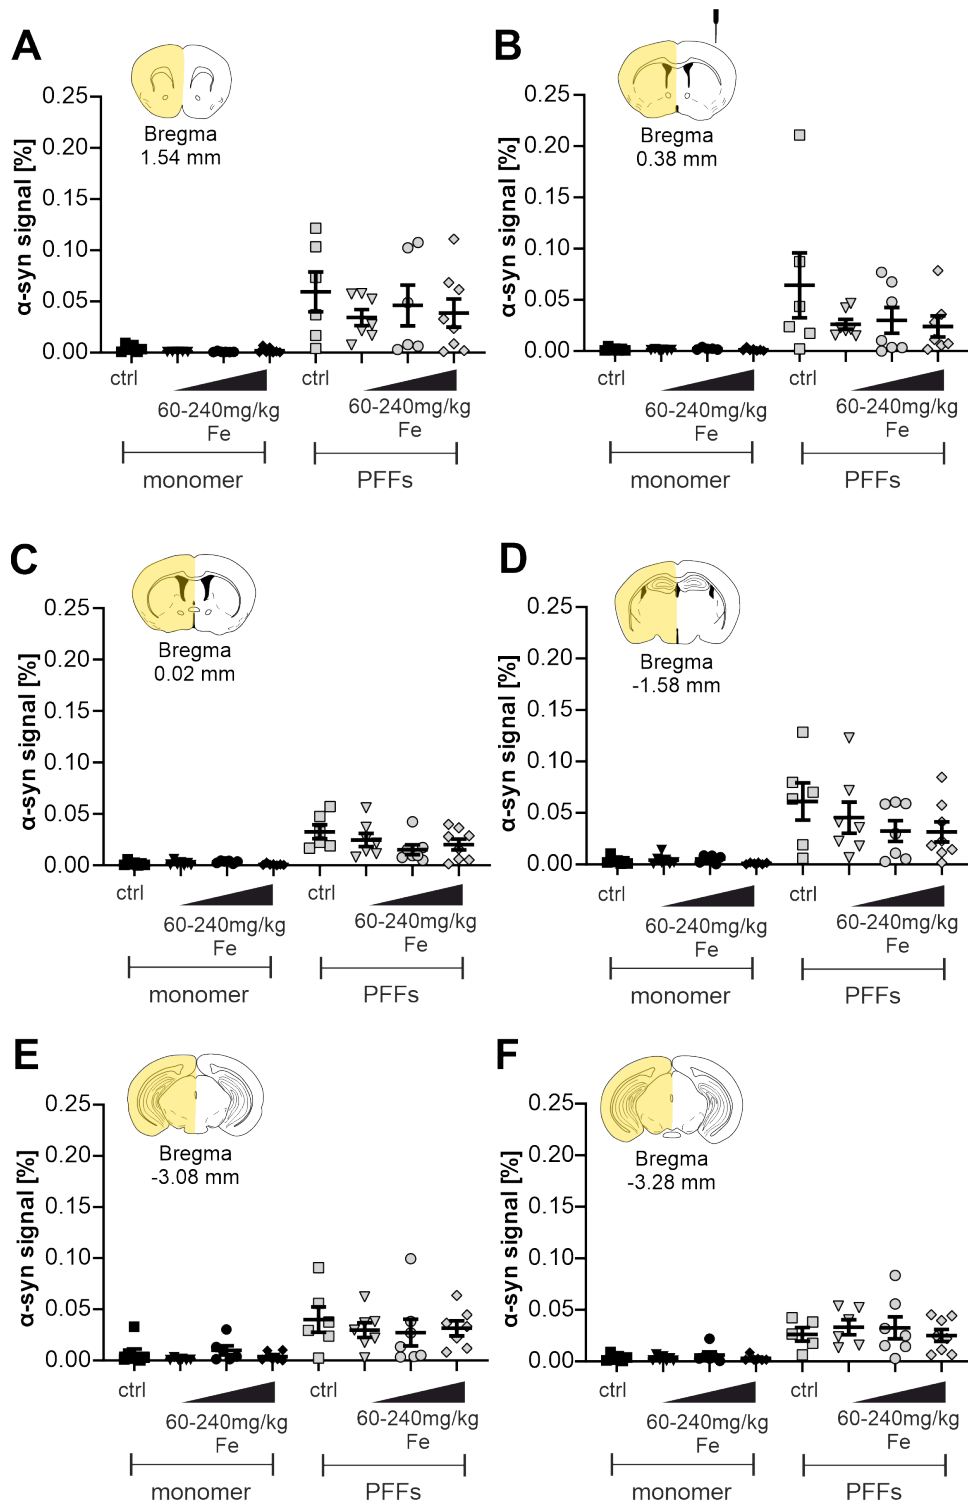 A
Bregma
1.54 mm
α-syn signal [%]
0.25
0.20
0.15
0.10
0.05
0.00
ctrl
60-240mg/kg
Fe
monomer
ctrl
60-240mg/kg
Fe
PFFs
B
Bregma
0.38 mm
α-syn signal [%]
0.25
0.20
0.15
0.10
0.05
0.00
ctrl
60-240mg/kg
Fe
monomer
ctrl
60-240mg/kg
Fe
PFFs
C
Bregma
0.02 mm
α-syn signal [%]
0.25
0.20
0.15
0.10
0.05
0.00
ctrl
60-240mg/kg
Fe
monomer
ctrl
60-240mg/kg
Fe
PFFs
D
Bregma
-1.58 mm
α-syn signal [%]
0.25
0.20
0.15
0.10
0.05
0.00
ctrl
60-240mg/kg
Fe
monomer
ctrl
60-240mg/kg
Fe
PFFs
E
Bregma
-3.08 mm
α-syn signal [%]
0.25
0.20
0.15
0.10
0.05
0.00
ctrl
60-240mg/kg
Fe
monomer
ctrl
60-240mg/kg
Fe
PFFs
F
Bregma
-3.28 mm
α-syn signal [%]
0.25
0.20
0.15
0.10
0.05
0.00
ctrl
60-240mg/kg
Fe
monomer
ctrl
60-240mg/kg
Fe
PFFs